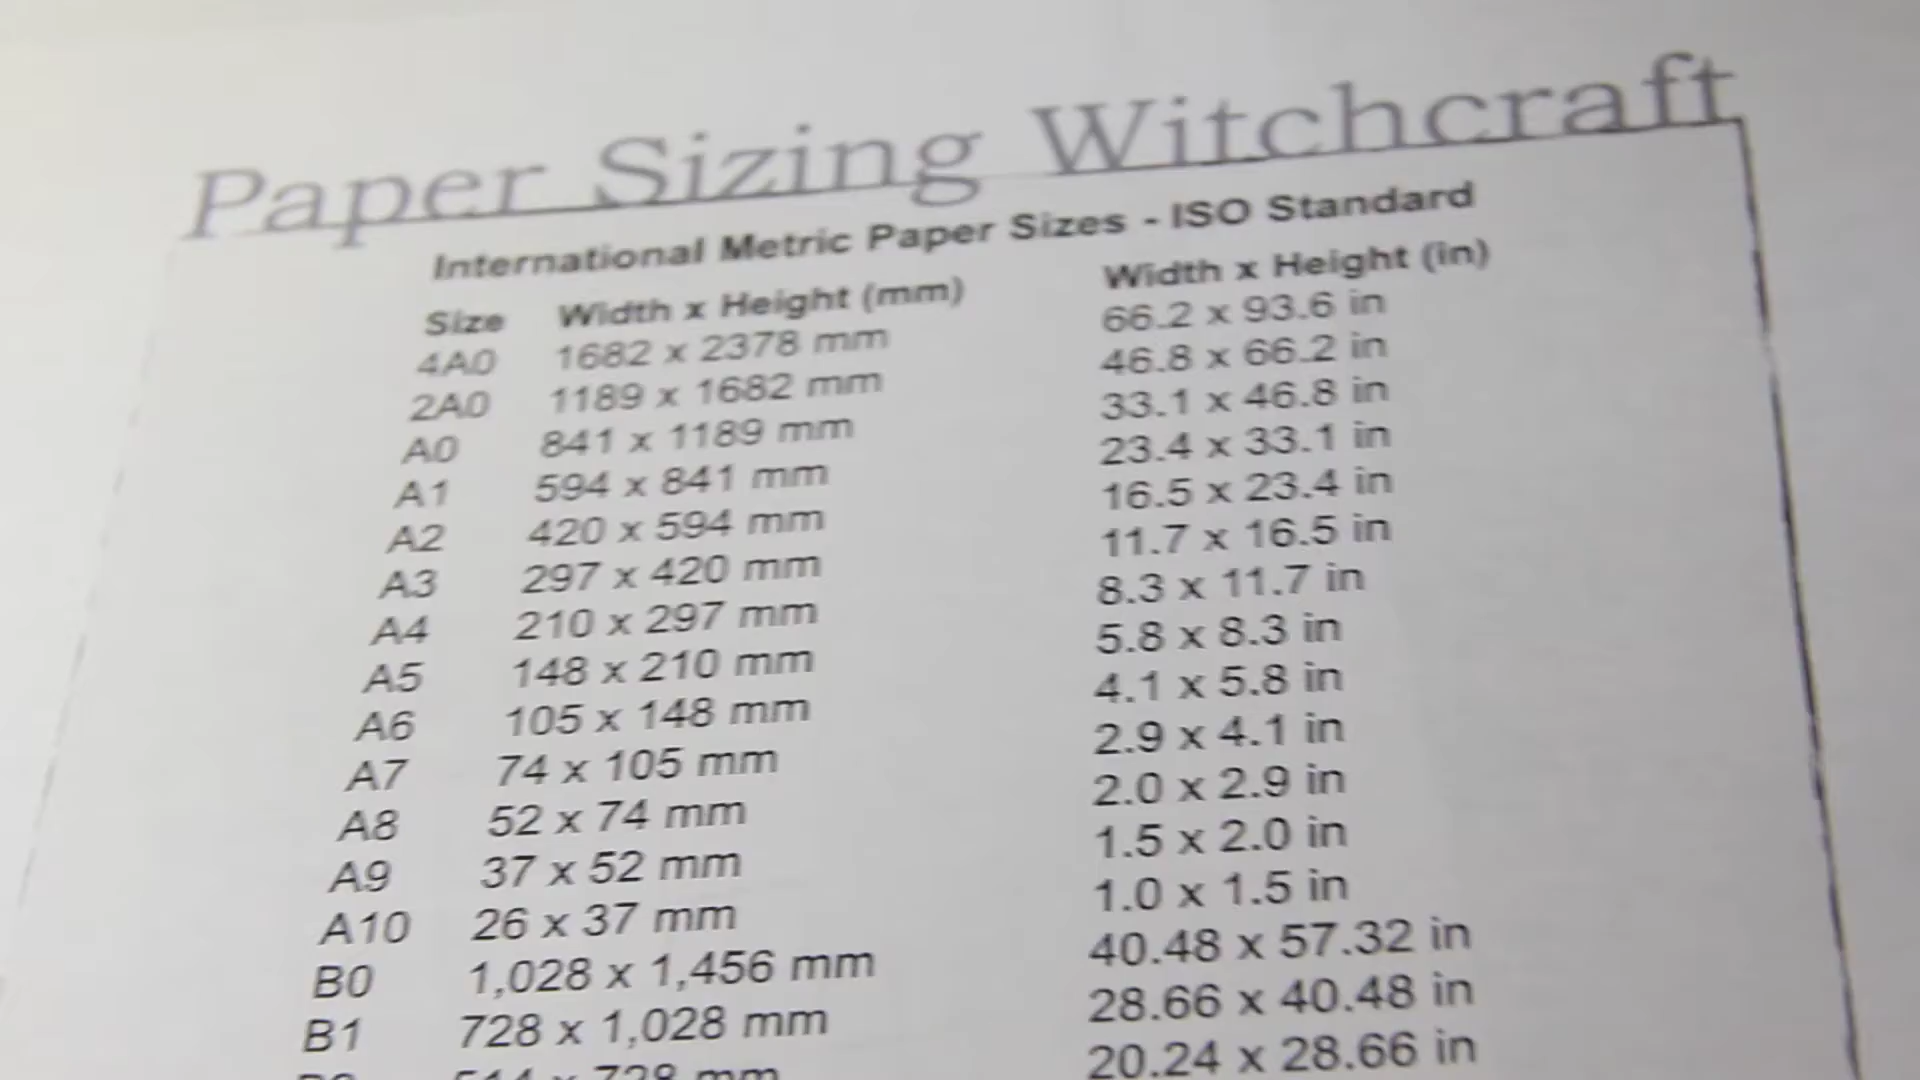 Paper Sizing Witchcraft
International Metric Paper Sizes - ISO Standard
Size Width x Height (mm) Width x Height (in)
4A0 1682 x 2378 mm 66.2 x 93.6 in
2A0 1189 x 1682 mm 46.8 x 66.2 in
A0 841 x 1189 mm 33.1 x 46.8 in
A1 594 x 841 mm 23.4 x 33.1 in
A2 420 x 594 mm 16.5 x 23.4 in
A3 297 x 420 mm 11.7 x 16.5 in
A4 210 x 297 mm 8.3 x 11.7 in
A5 148 x 210 mm 5.8 x 8.3 in
A6 105 x 148 mm 4.1 x 5.8 in
A7 74 x 105 mm 2.9 x 4.1 in
A8 52 x 74 mm 2.0 x 2.9 in
A9 37 x 52 mm 1.5 x 2.0 in
A10 26 x 37 mm 1.0 x 1.5 in
B0 1,028 x 1,456 mm 40.48 x 57.32 in
B1 728 x 1,028 mm 28.66 x 40.48 in
x 728 mm 20.24 x 28.66 in